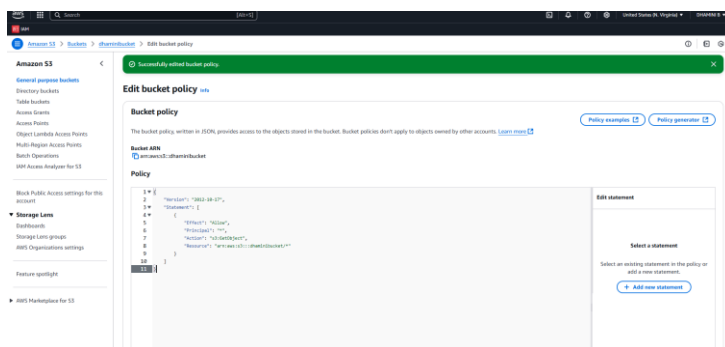 aws
Search
[Alt+S]
United States (N. Virginia)
DHAMINI B
IAM
Amazon S3 > Buckets > dhaminibucket > Edit bucket policy
Amazon S3
General purpose buckets
Directory buckets
Table buckets
Access Grants
Access Points
Object Lambda Access Points
Multi-Region Access Points
Batch Operations
IAM Access Analyzer for S3
Block Public Access settings for this
account
Storage Lens
Dashboards
Storage Lens groups
AWS Organizations settings
Feature spotlight
AWS Marketplace for S3
Successfully edited bucket policy.
Edit bucket policy Info
Bucket policy
Policy examples
Policy generator
The bucket policy, written in JSON, provides access to the objects stored in the bucket. Bucket policies don't apply to objects owned by other accounts. Learn more
Bucket ARN
arn:aws:s3:::dhaminibucket
Policy
1 {
2 "Version": "2012-10-17",
3 "Statement": [
4 {
5 "Effect": "Allow",
6 "Principal": "*",
7 "Action": "s3:GetObject",
8 "Resource": "arn:aws:s3:::dhaminibucket/*"
9 }
10 ]
11 }
Edit statement
Select a statement
Select an existing statement in the policy or
add a new statement.
+ Add new statement